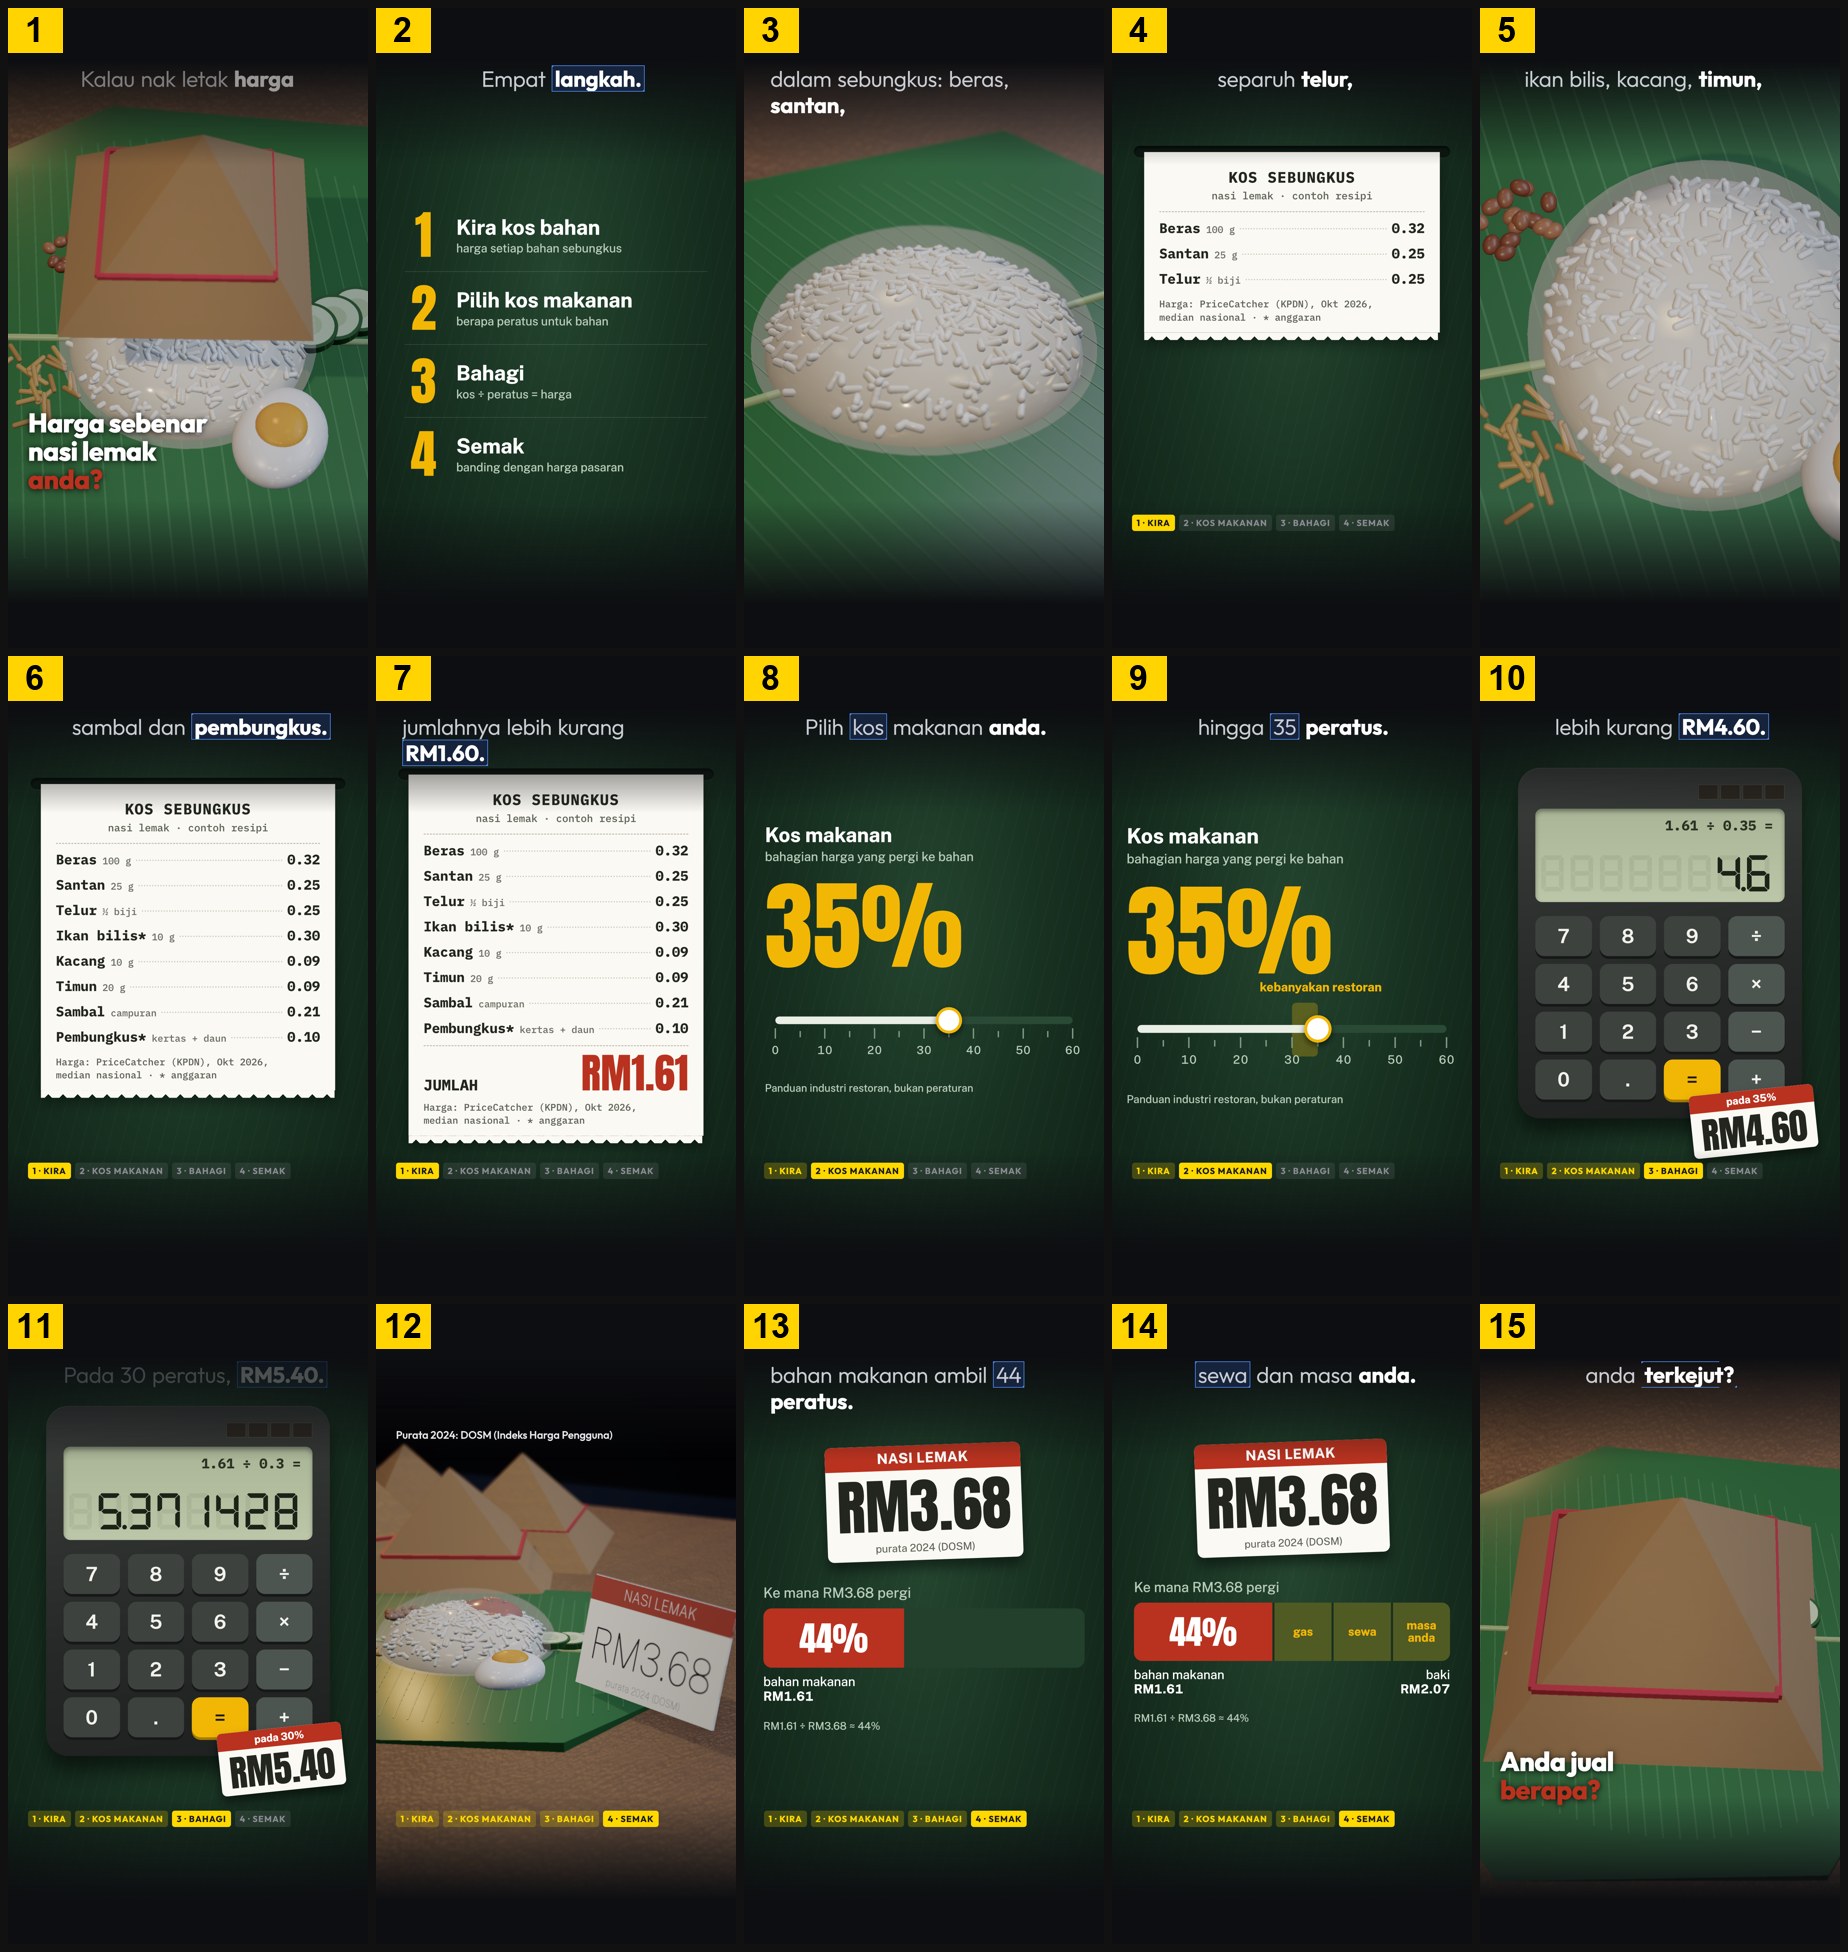 1
Kalau nak letak harga
Harga sebenar
nasi lemak
anda?
2
Empat langkah.
1
Kira kos bahan
harga setiap bahan sebungkus
2
Pilih kos makanan
berapa peratus untuk bahan
3
Bahagi
kos ÷ peratus = harga
4
Semak
banding dengan harga pasaran
3
dalam sebungkus: beras,
santan,
4
separuh telur,
KOS SEBUNGKUS
nasi lemak · contoh resipi
Beras 100 g 0.32
Santan 25 g 0.25
Telur ½ biji 0.25
Harga: PriceCatcher (KPDN), Okt 2026,
median nasional · * anggaran
1 · KIRA 2 · KOS MAKANAN 3 · BAHAGI 4 · SEMAK
5
ikan bilis, kacang, timun,
6
sambal dan pembungkus.
KOS SEBUNGKUS
nasi lemak · contoh resipi
Beras 100 g 0.32
Santan 25 g 0.25
Telur ½ biji 0.25
Ikan bilis* 10 g 0.30
Kacang 10 g 0.09
Timun 20 g 0.09
Sambal campuran 0.21
Pembungkus* kertas + daun 0.10
Harga: PriceCatcher (KPDN), Okt 2026,
median nasional · * anggaran
1 · KIRA 2 · KOS MAKANAN 3 · BAHAGI 4 · SEMAK
7
jumlahnya lebih kurang
RM1.60.
KOS SEBUNGKUS
nasi lemak · contoh resipi
Beras 100 g 0.32
Santan 25 g 0.25
Telur ½ biji 0.25
Ikan bilis* 10 g 0.30
Kacang 10 g 0.09
Timun 20 g 0.09
Sambal campuran 0.21
Pembungkus* kertas + daun 0.10
JUMLAH RM1.61
Harga: PriceCatcher (KPDN), Okt 2026,
median nasional · * anggaran
1 · KIRA 2 · KOS MAKANAN 3 · BAHAGI 4 · SEMAK
8
Pilih kos makanan anda.
Kos makanan
bahagian harga yang pergi ke bahan
35%
0 10 20 30 40 50 60
Panduan industri restoran, bukan peraturan
1 · KIRA 2 · KOS MAKANAN 3 · BAHAGI 4 · SEMAK
9
hingga 35 peratus.
Kos makanan
bahagian harga yang pergi ke bahan
35%
kebanyakan restoran
0 10 20 30 40 50 60
Panduan industri restoran, bukan peraturan
1 · KIRA 2 · KOS MAKANAN 3 · BAHAGI 4 · SEMAK
10
lebih kurang RM4.60.
1.61 ÷ 0.35 =
4.6
7 8 9 ÷
4 5 6 ×
1 2 3 −
0 . = +
pada 35%
RM4.60
1 · KIRA 2 · KOS MAKANAN 3 · BAHAGI 4 · SEMAK
11
Pada 30 peratus, RM5.40.
1.61 ÷ 0.3 =
5.371428
7 8 9 ÷
4 5 6 ×
1 2 3 −
0 . = +
pada 30%
RM5.40
1 · KIRA 2 · KOS MAKANAN 3 · BAHAGI 4 · SEMAK
12
Purata 2024: DOSM (Indeks Harga Pengguna)
NASI LEMAK
RM3.68
purata 2024 (DOSM)
1 · KIRA 2 · KOS MAKANAN 3 · BAHAGI 4 · SEMAK
13
bahan makanan ambil 44
peratus.
NASI LEMAK
RM3.68
purata 2024 (DOSM)
Ke mana RM3.68 pergi
44%
bahan makanan
RM1.61
RM1.61 ÷ RM3.68 = 44%
1 · KIRA 2 · KOS MAKANAN 3 · BAHAGI 4 · SEMAK
14
sewa dan masa anda.
NASI LEMAK
RM3.68
purata 2024 (DOSM)
Ke mana RM3.68 pergi
44% gas sewa masa
anda
bahan makanan baki
RM1.61 RM2.07
RM1.61 ÷ RM3.68 = 44%
1 · KIRA 2 · KOS MAKANAN 3 · BAHAGI 4 · SEMAK
15
anda terkejut?
Anda jual
berapa?